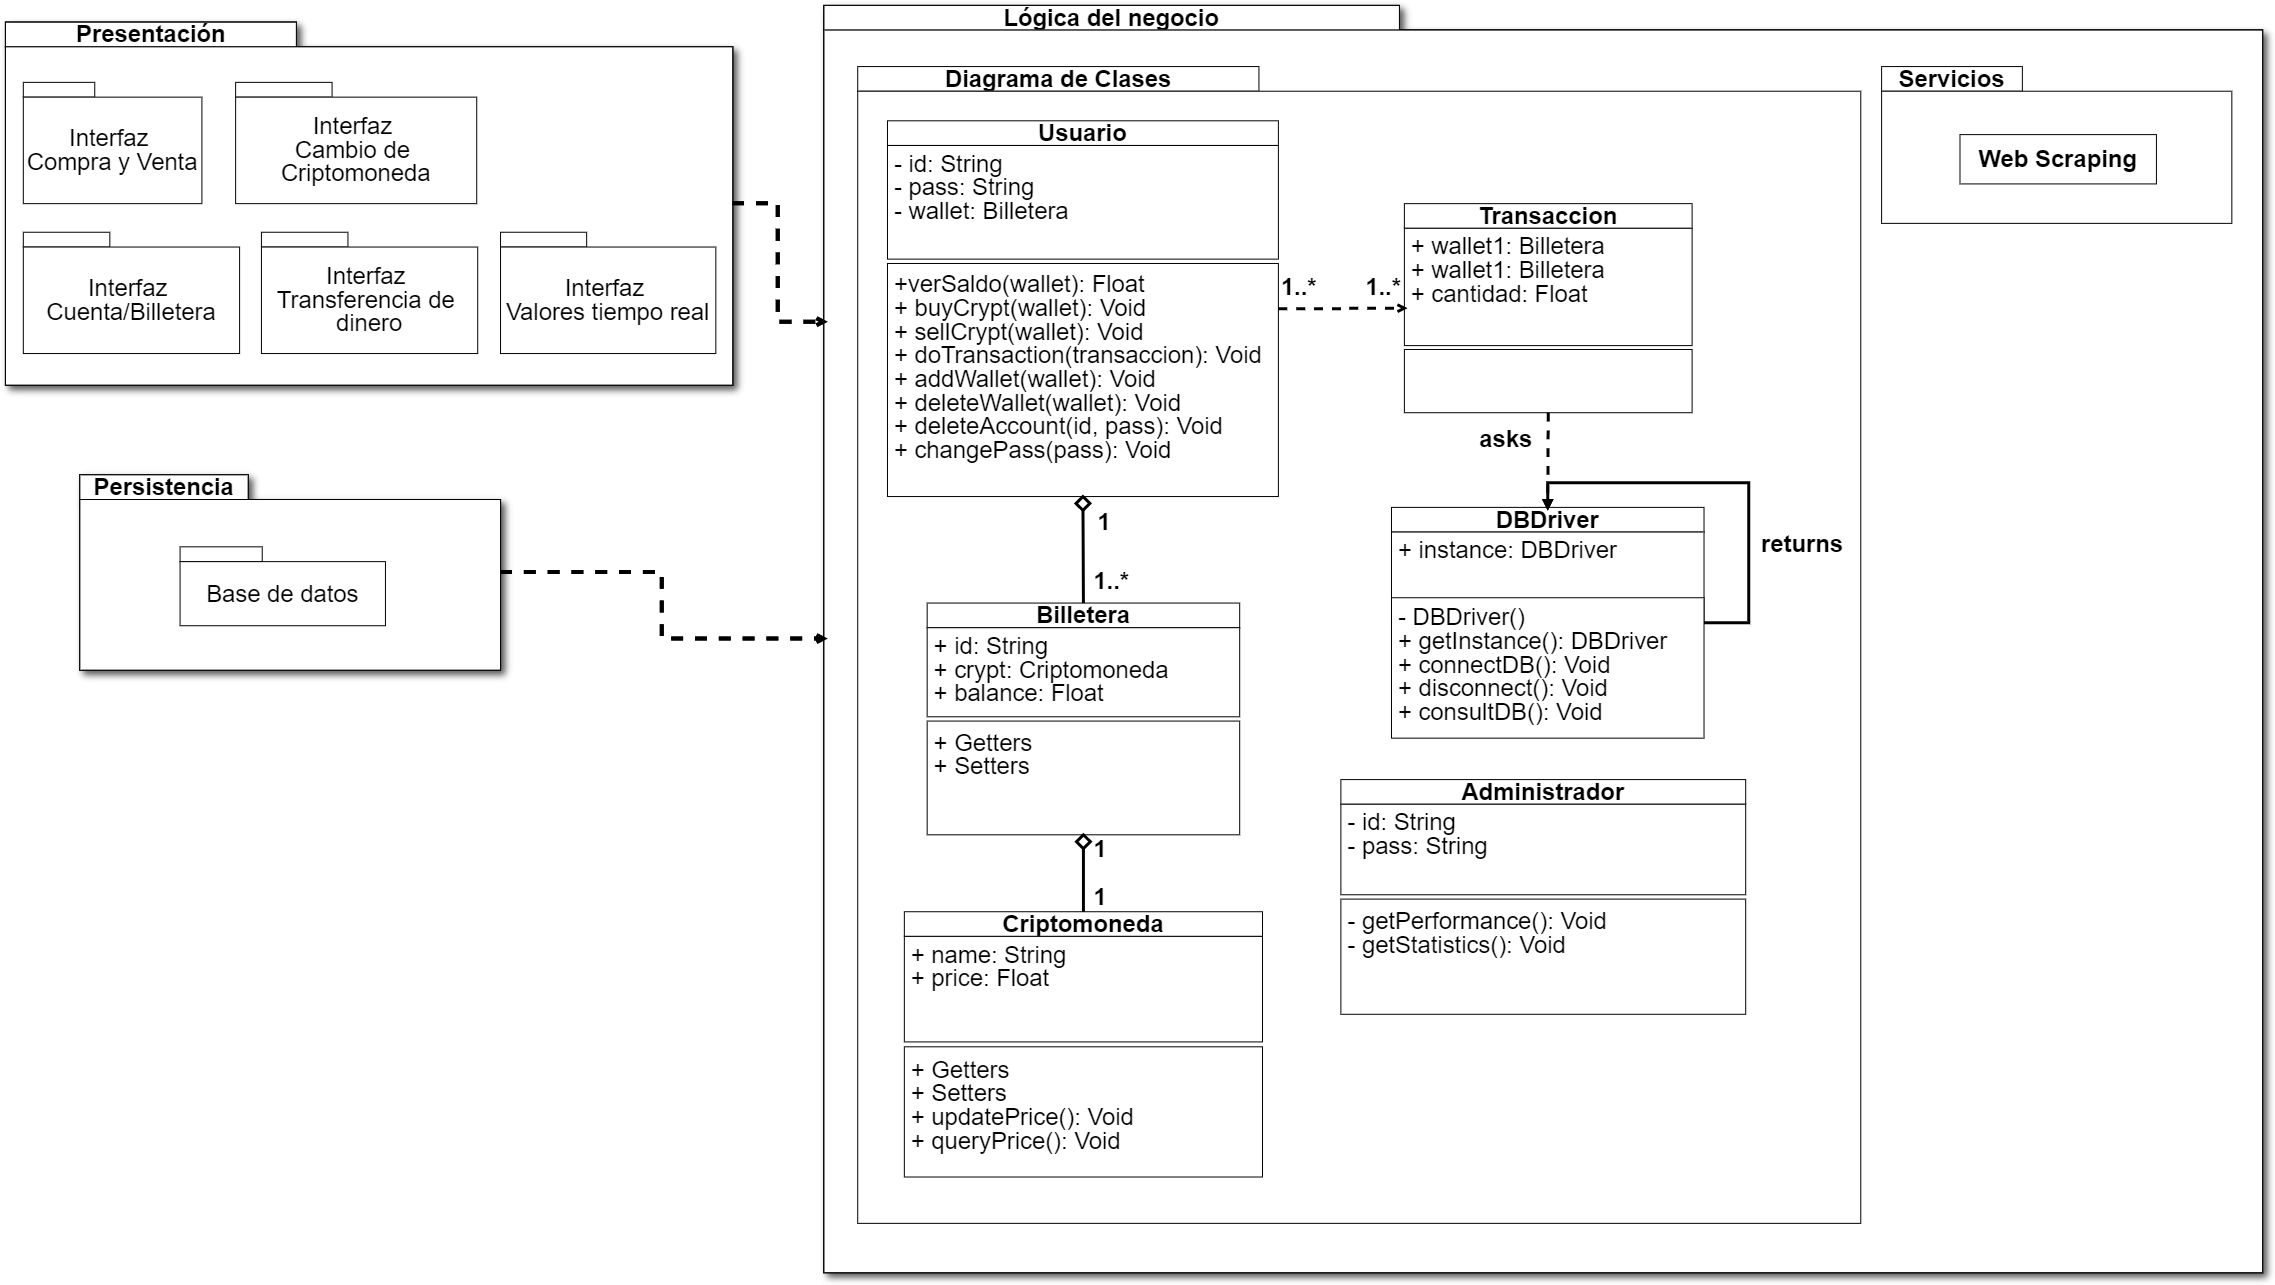 Presentación
Interfaz
Compra y Venta
Interfaz
Cambio de
Criptomoneda
Interfaz
Cuenta/Billetera
Interfaz
Transferencia de
dinero
Interfaz
Valores tiempo real
Persistencia
Base de datos
Lógica del negocio
Diagrama de Clases
Usuario
- id: String
- pass: String
- wallet: Billetera
+verSaldo(wallet): Float
+ buyCrypt(wallet): Void
+ sellCrypt(wallet): Void
+ doTransaction(transaccion): Void
+ addWallet(wallet): Void
+ deleteWallet(wallet): Void
+ deleteAccount(id, pass): Void
+ changePass(pass): Void
1..*
1..*
Transaccion
+ wallet1: Billetera
+ wallet1: Billetera
+ cantidad: Float
asks
DBDriver
+ instance: DBDriver
- DBDriver()
+ getInstance(): DBDriver
+ connectDB(): Void
+ disconnect(): Void
+ consultDB(): Void
returns
1
1..*
Billetera
+ id: String
+ crypt: Criptomoneda
+ balance: Float
+ Getters
+ Setters
1
1
Criptomoneda
+ name: String
+ price: Float
+ Getters
+ Setters
+ updatePrice(): Void
+ queryPrice(): Void
Administrador
- id: String
- pass: String
- getPerformance(): Void
- getStatistics(): Void
Servicios
Web Scraping